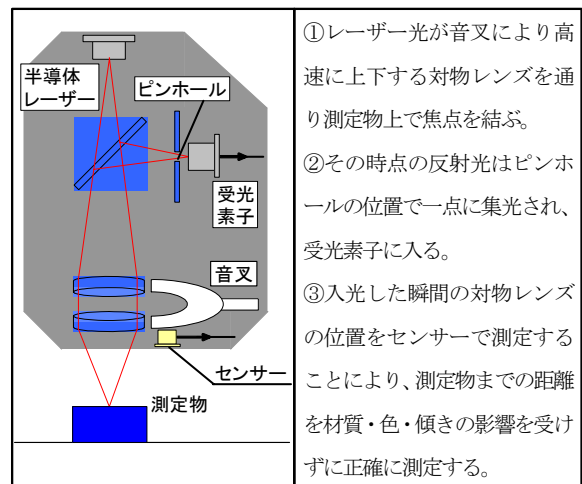 半導体
レーザー
ピンホール
受光
素子
音叉
センサー
測定物
①レーザー光が音叉により高
速に上下する対物レンズを通
り測定物上で焦点を結ぶ。
②その時点の反射光はピンホ
ールの位置で一点に集光され、
受光素子に入る。
③入光した瞬間の対物レンズ
の位置をセンサーで測定する
ことにより、測定物までの距離
を材質・色・傾きの影響を受け
ずに正確に測定する。